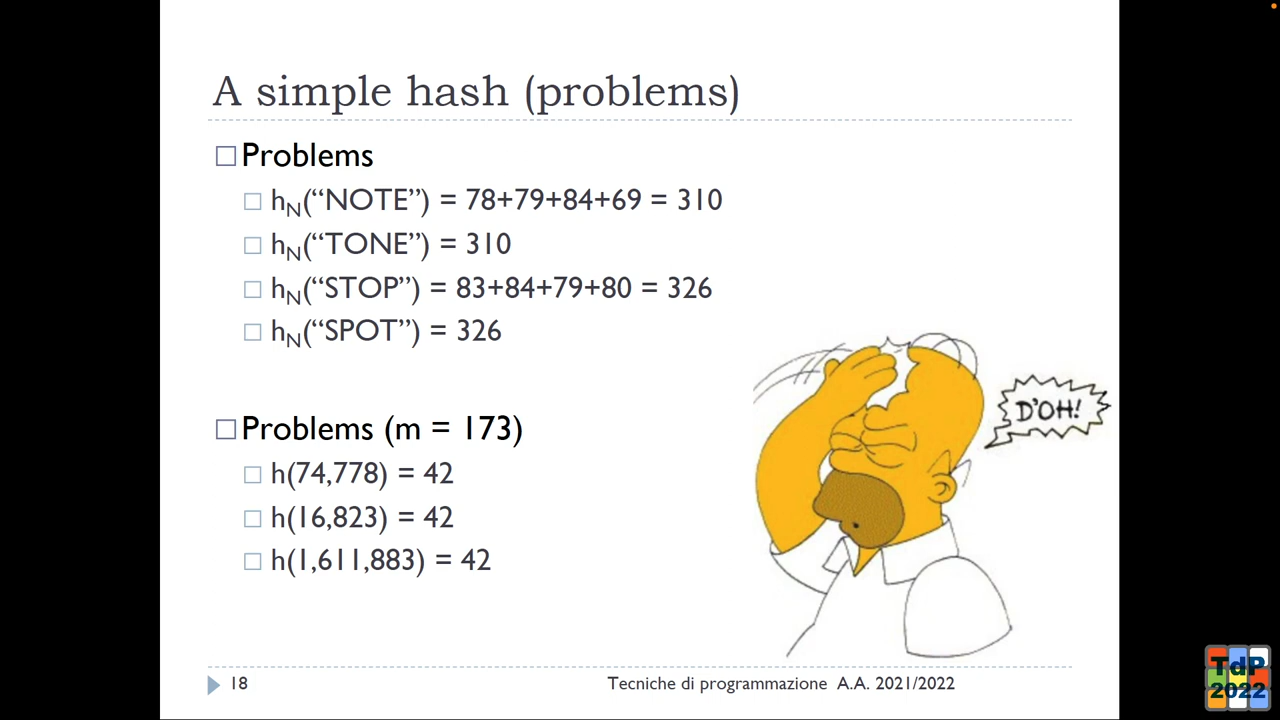 A simple hash (problems)
Problems
hN(“NOTE”) = 78+79+84+69 = 310
hN(“TONE”) = 310
hN(“STOP”) = 83+84+79+80 = 326
hN(“SPOT”) = 326
Problems (m = 173)
h(74,778) = 42
h(16,823) = 42
h(1,611,883) = 42
D'OH!
18
Tecniche di programmazione A.A. 2021/2022
TdP
2022